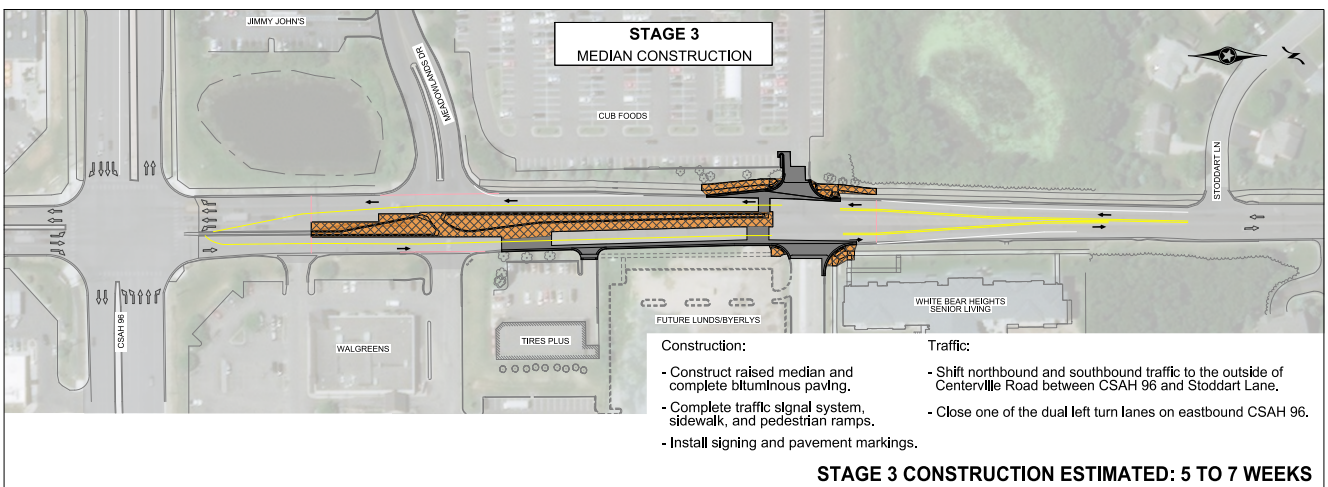 JIMMY JOHN'S
STAGE 3
MEDIAN CONSTRUCTION
MEADOWLANDS DR
CUB FOODS
STODDART LN
CSAH 96
WALGREENS
TIRES PLUS
FUTURE LUNDS/BYERLYS
WHITE BEAR HEIGHTS
SENIOR LIVING
Construction:
- Construct raised median and
complete bituminous paving.
- Complete traffic signal system,
sidewalk, and pedestrian ramps.
- Install signing and pavement markings.
Traffic:
- Shift northbound and southbound traffic to the outside of
Centerville Road between CSAH 96 and Stoddart Lane.
- Close one of the dual left turn lanes on eastbound CSAH 96.
STAGE 3 CONSTRUCTION ESTIMATED: 5 TO 7 WEEKS